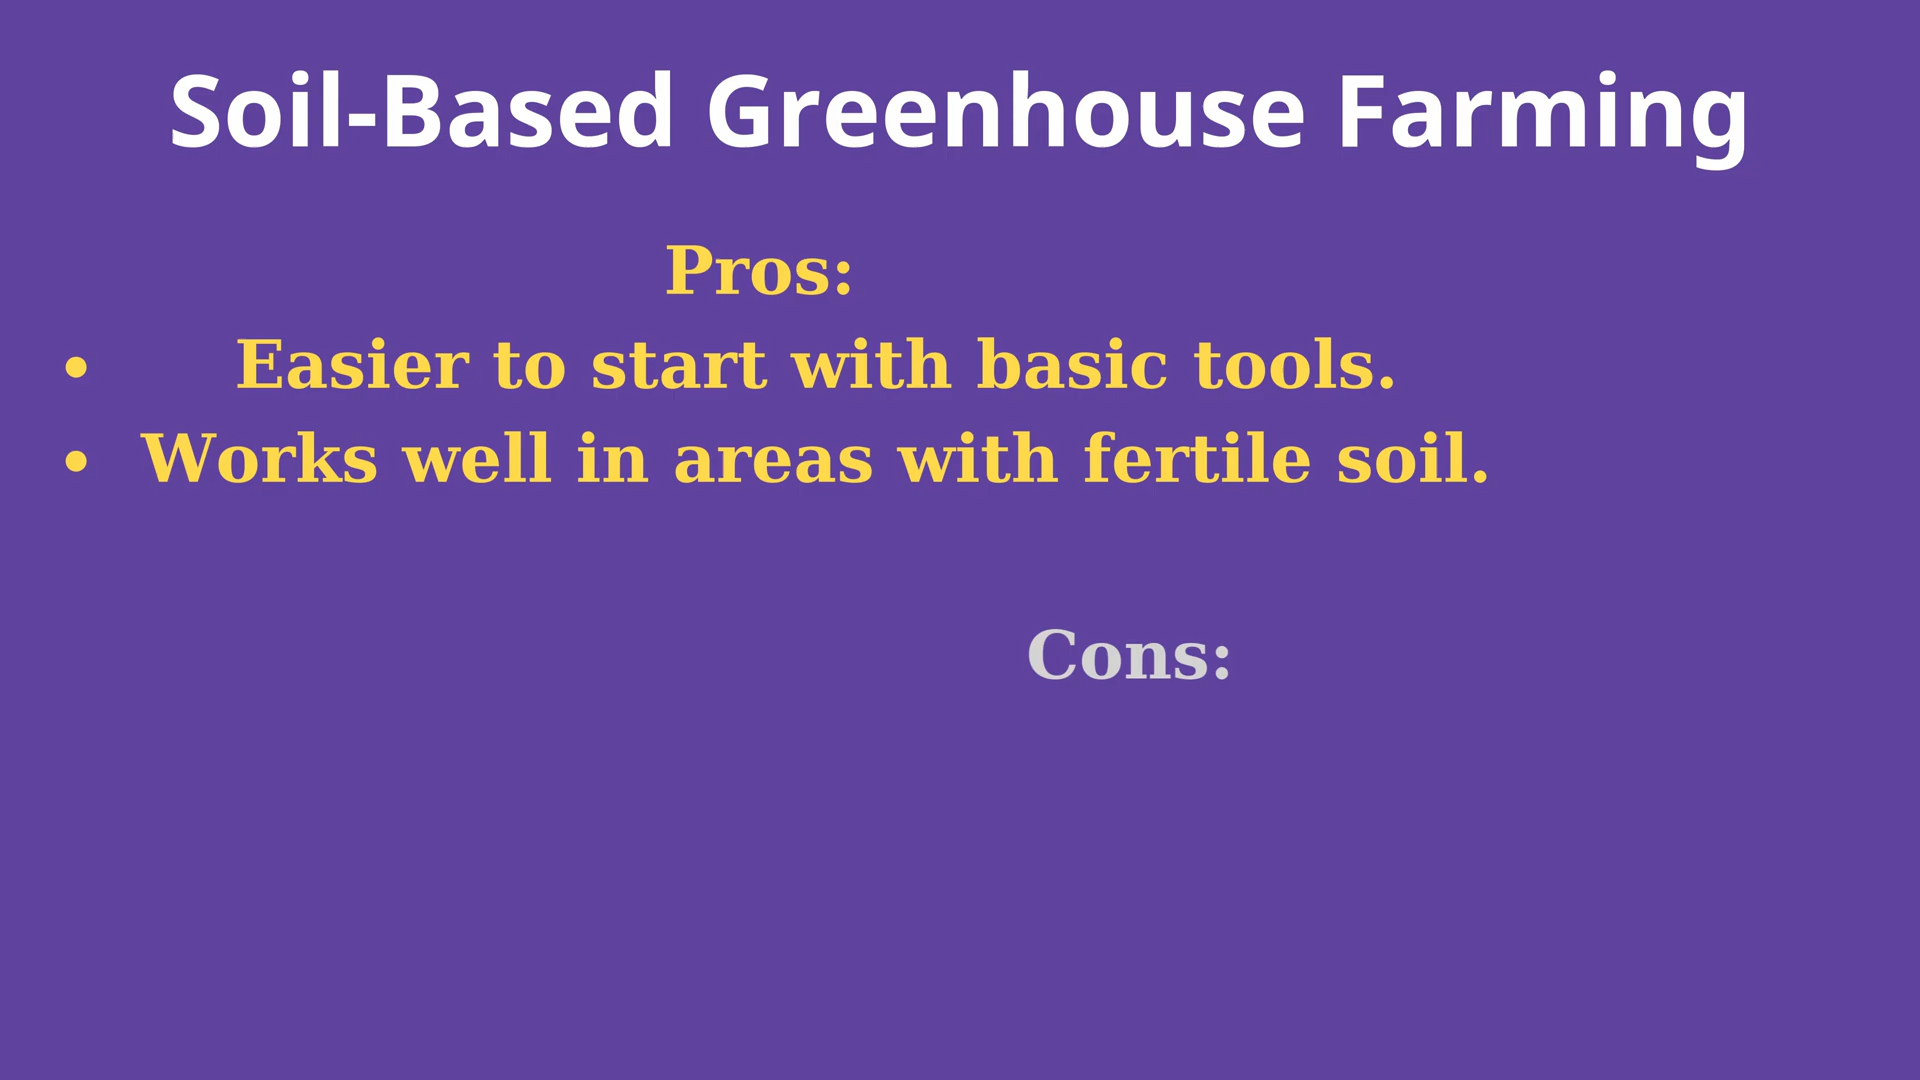 Soil-Based Greenhouse Farming
Pros:
• Easier to start with basic tools.
• Works well in areas with fertile soil.
Cons: